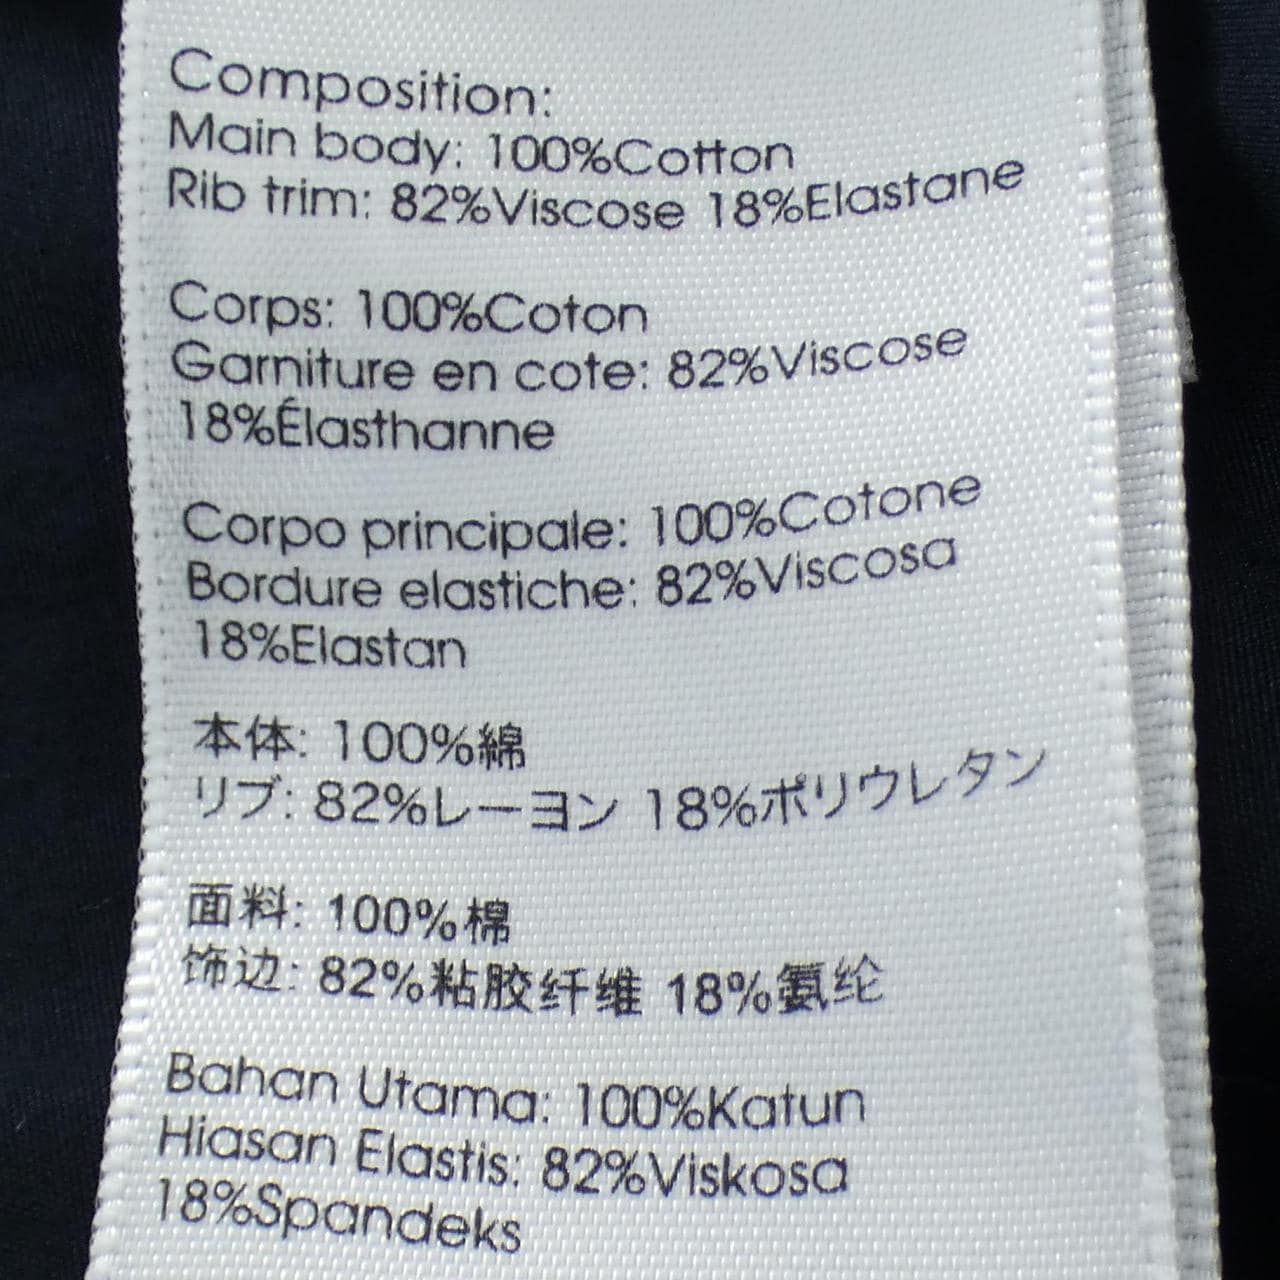 Composition:
Main body: 100%Cotton
Rib trim: 82%Viscose 18%Elastane
Corps: 100%Coton
Garniture en cote: 82%Viscose
18%Élasthanne
Corpo principale: 100%Cotone
Bordure elastiche: 82%Viscosa
18%Elastan
本体: 100%綿
リブ: 82%レーヨン 18%ポリウレタン
面料: 100%棉
饰边: 82%粘胶纤维 18%氨纶
Bahan Utama: 100%Katun
Hiasan Elastis: 82%Viskosa
18%Spandeks